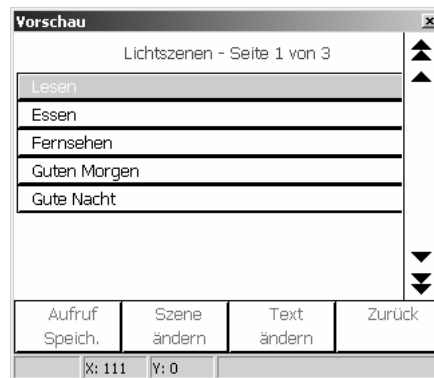 Vorschau
Lichtszenen - Seite 1 von 3
Lesen
Essen
Fernsehen
Guten Morgen
Gute Nacht
Aufruf Szene Text Zurück
Speich. ändern ändern
X: 111 Y: 0